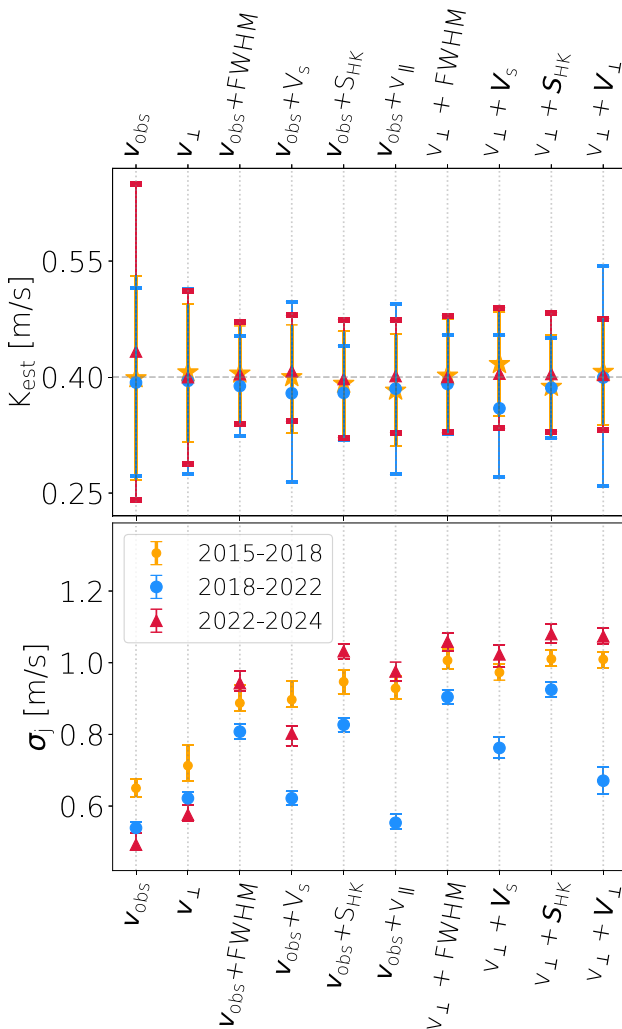 v_obs
v_⊥
v_obs+FWHM
v_obs+V_s
v_obs+S_HK
v_obs+v_||
v_⊥ + FWHM
v_⊥ + V_s
v_⊥ + S_HK
v_⊥ + V_⊥
K_est [m/s]
0.55
0.40
0.25
σ_j [m/s]
1.2
1.0
0.8
0.6
2015-2018
2018-2022
2022-2024
v_obs
v_⊥
v_obs+FWHM
v_obs+V_s
v_obs+S_HK
v_obs+v_||
v_⊥ + FWHM
v_⊥ + V_s
v_⊥ + S_HK
v_⊥ + V_⊥